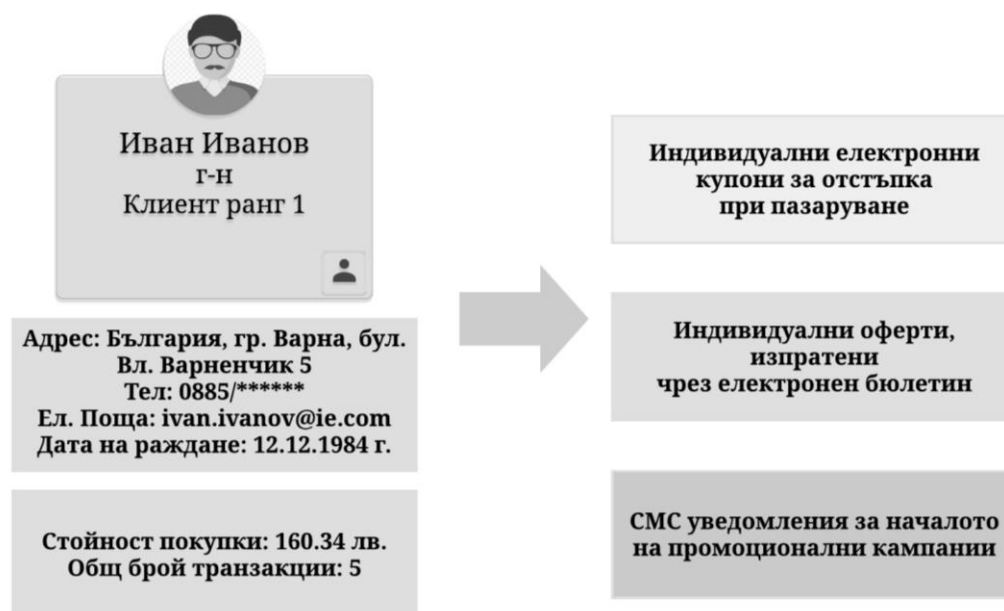 Иван Иванов
г-н
Клиент ранг 1
Адрес: България, гр. Варна, бул.
Вл. Варненчик 5
Тел: 0885/******
Ел. Поща: ivan.ivanov@ie.com
Дата на раждане: 12.12.1984 г.
Стойност покупки: 160.34 лв.
Общ брой транзакции: 5
Индивидуални електронни
купони за отстъпка
при пазаруване
Индивидуални оферти,
изпратени
чрез електронен бюлетин
СМС уведомления за началото
на промоционални кампании